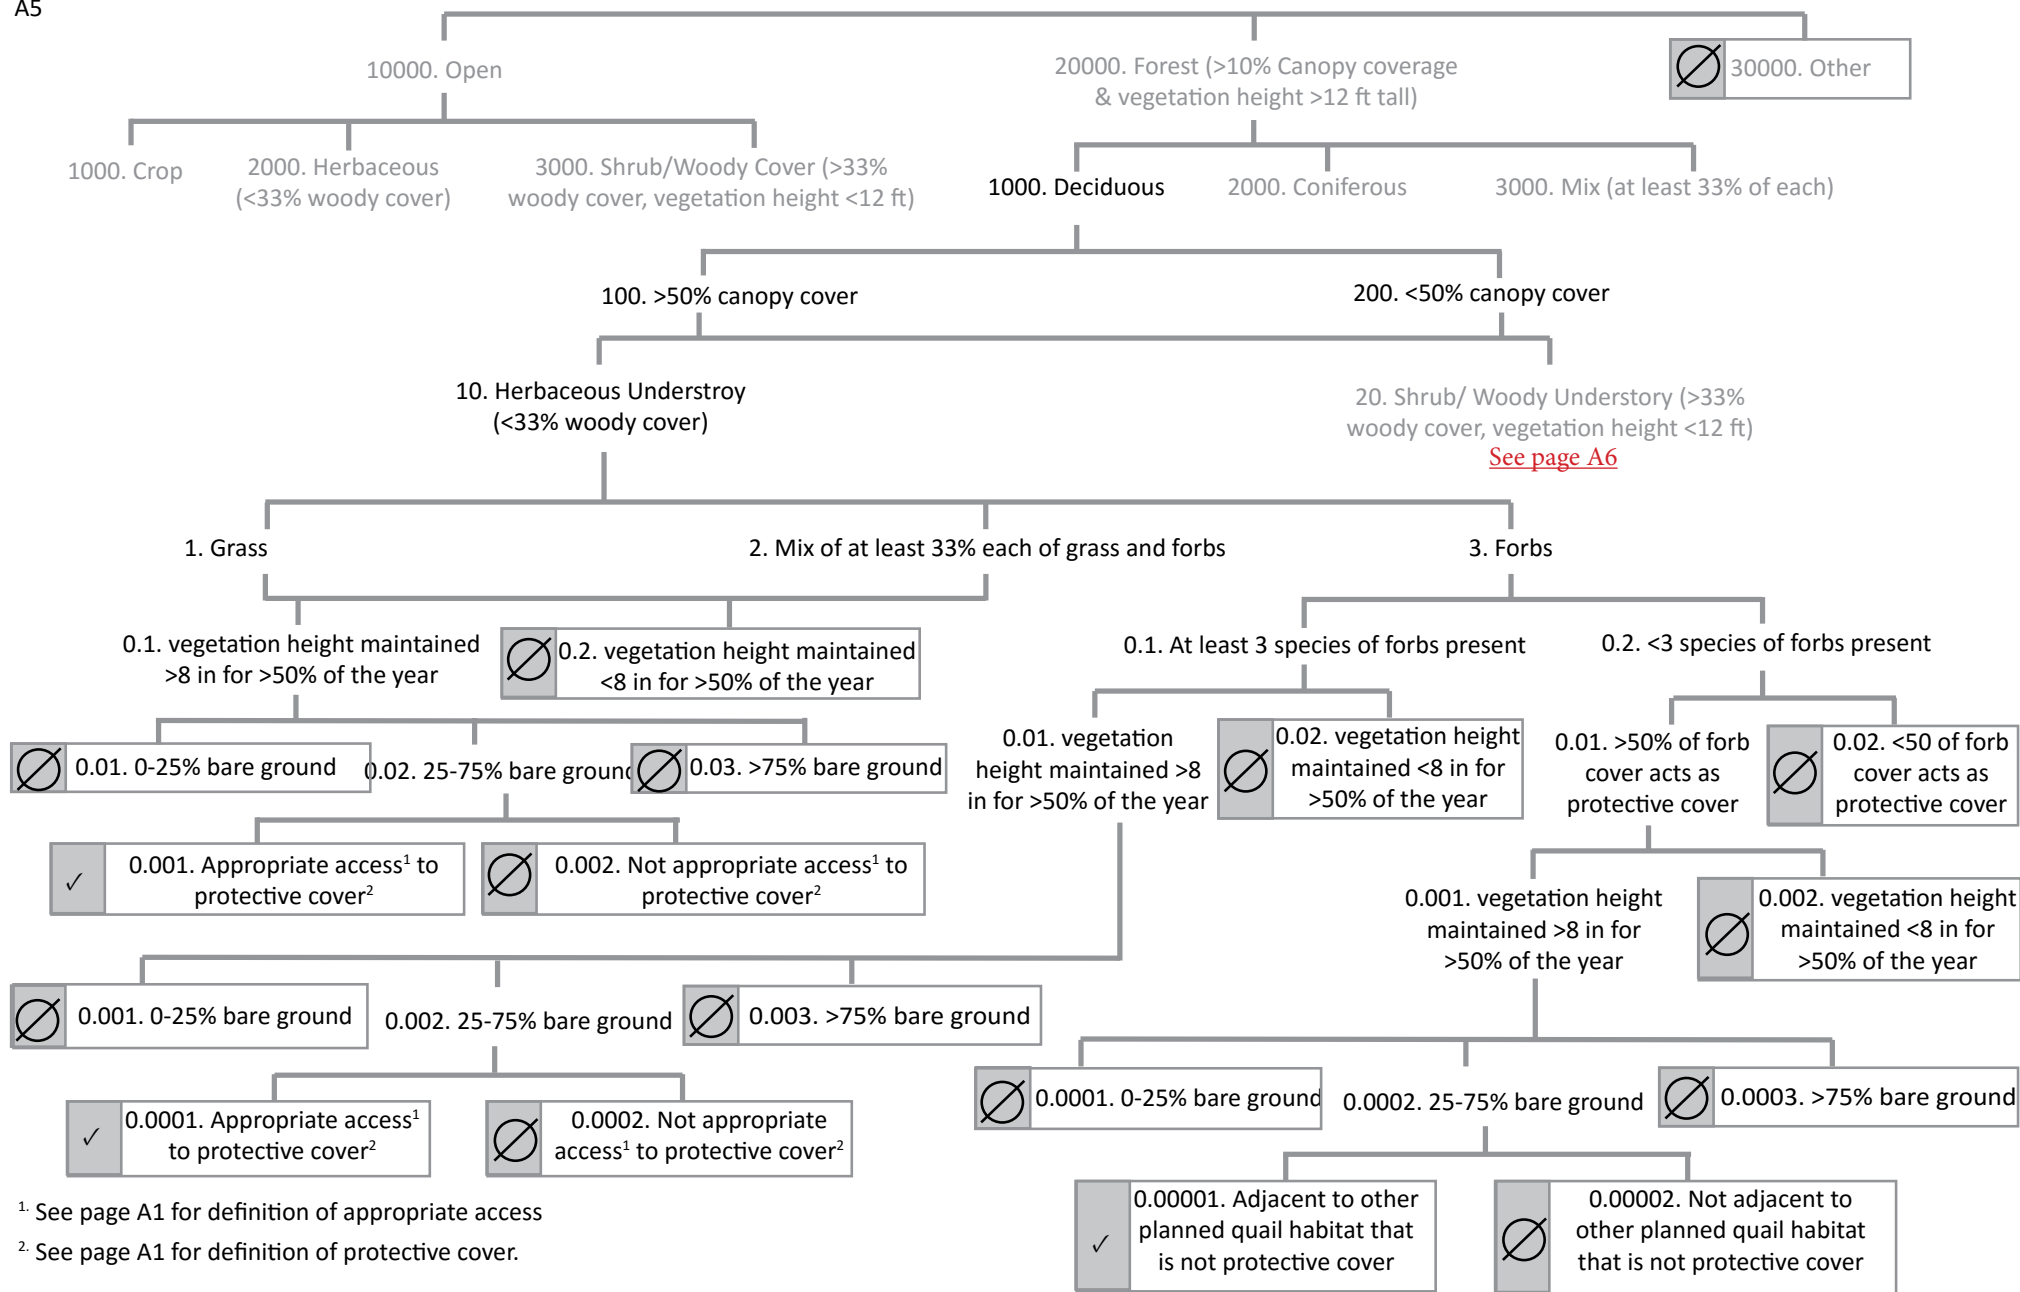 A5
10000. Open
20000. Forest (>10% Canopy coverage
& vegetation height >12 ft tall)
30000. Other
1000. Crop
2000. Herbaceous
(<33% woody cover)
3000. Shrub/Woody Cover (>33%
woody cover, vegetation height <12 ft)
1000. Deciduous
2000. Coniferous
3000. Mix (at least 33% of each)
100. >50% canopy cover
200. <50% canopy cover
10. Herbaceous Understroy
(<33% woody cover)
20. Shrub/ Woody Understory (>33%
woody cover, vegetation height <12 ft)
See page A6
1. Grass
2. Mix of at least 33% each of grass and forbs
3. Forbs
0.1. vegetation height maintained
>8 in for >50% of the year
0.2. vegetation height maintained
<8 in for >50% of the year
0.1. At least 3 species of forbs present
0.2. <3 species of forbs present
0.01. 0-25% bare ground
0.02. 25-75% bare ground
0.03. >75% bare ground
0.01. vegetation
height maintained >8
in for >50% of the year
0.02. vegetation height
maintained <8 in for
>50% of the year
0.01. >50% of forb
cover acts as
protective cover
0.02. <50 of forb
cover acts as
protective cover
✓ 0.001. Appropriate access1 to
protective cover2
0.002. Not appropriate access1 to
protective cover2
0.001. vegetation height
maintained >8 in for
>50% of the year
0.002. vegetation height
maintained <8 in for
>50% of the year
0.001. 0-25% bare ground
0.002. 25-75% bare ground
0.003. >75% bare ground
✓ 0.0001. Appropriate access1
to protective cover2
0.0002. Not appropriate
access1 to protective cover2
0.0001. 0-25% bare ground
0.0002. 25-75% bare ground
0.0003. >75% bare ground
✓ 0.00001. Adjacent to other
planned quail habitat that
is not protective cover
0.00002. Not adjacent to
other planned quail habitat
that is not protective cover
1. See page A1 for definition of appropriate access
2. See page A1 for definition of protective cover.